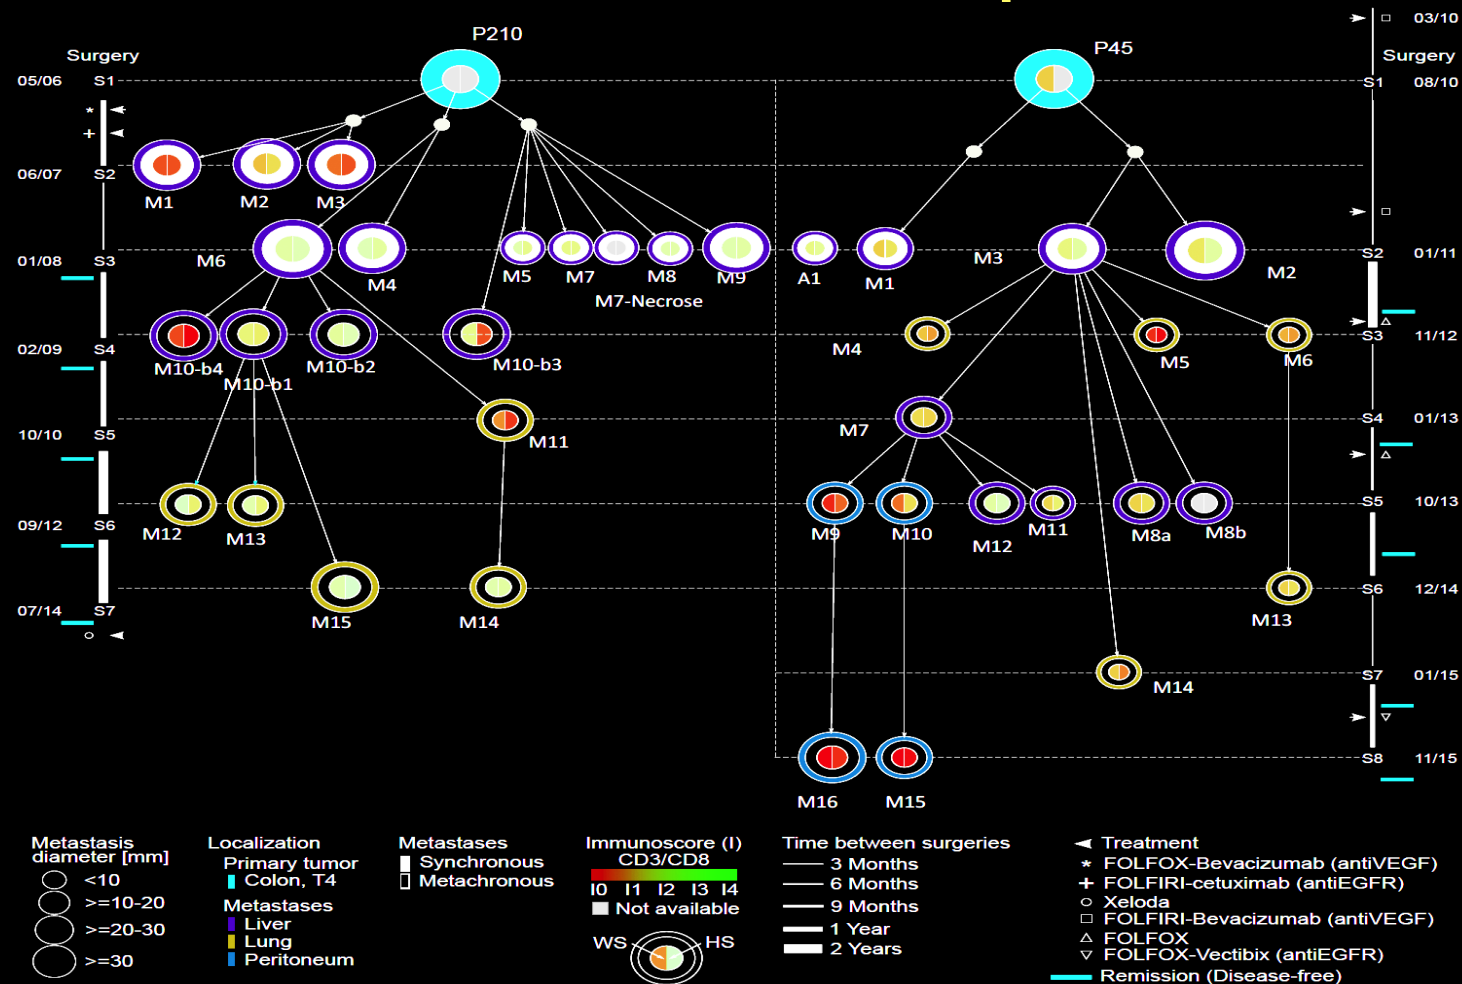 P210
P45
03/10
Surgery
Surgery
05/06 S1
S1 08/10
*
+
06/07 S2
M1 M2 M3
01/08 S3
M6 M4 M5 M7 M8 M9 A1 M1 M3 M2
S2 01/11
M7-Necrose
02/09 S4
M10-b4 M10-b1 M10-b2 M10-b3
M4 M5 M6
S3 11/12
10/10 S5
M11
M7
S4 01/13
09/12 S6
M12 M13
M9 M10 M12 M11 M8a M8b
S5 10/13
07/14 S7
M15 M14
M13
S6 12/14
M14
S7 01/15
S8 11/15
M16 M15
Metastasis
diameter [mm]
<10
>=10-20
>=20-30
>=30
Localization
Primary tumor
Colon, T4
Metastases
Liver
Lung
Peritoneum
Metastases
Synchronous
Metachronous
Immunoscore (I)
CD3/CD8
I0 I1 I2 I3 I4
Not available
WS HS
Time between surgeries
3 Months
6 Months
9 Months
1 Year
2 Years
Treatment
* FOLFOX-Bevacizumab (antiVEGF)
+ FOLFIRI-cetuximab (antiEGFR)
Xeloda
FOLFIRI-Bevacizumab (antiVEGF)
FOLFOX
FOLFOX-Vectibix (antiEGFR)
Remission (Disease-free)